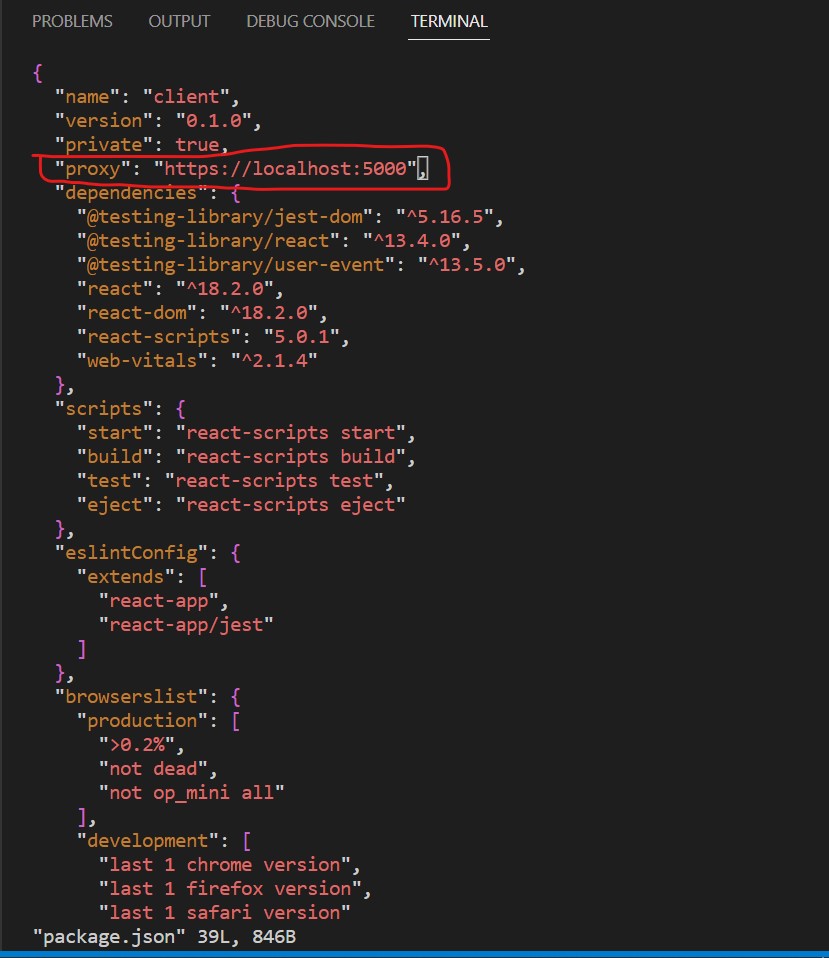 PROBLEMS OUTPUT DEBUG CONSOLE TERMINAL
{
  "name": "client",
  "version": "0.1.0",
  "private": true,
  "proxy": "https://localhost:5000",
  "dependencies": {
    "@testing-library/jest-dom": "^5.16.5",
    "@testing-library/react": "^13.4.0",
    "@testing-library/user-event": "^13.5.0",
    "react": "^18.2.0",
    "react-dom": "^18.2.0",
    "react-scripts": "5.0.1",
    "web-vitals": "^2.1.4"
  },
  "scripts": {
    "start": "react-scripts start",
    "build": "react-scripts build",
    "test": "react-scripts test",
    "eject": "react-scripts eject"
  },
  "eslintConfig": {
    "extends": [
      "react-app",
      "react-app/jest"
    ]
  },
  "browserslist": {
    "production": [
      ">0.2%",
      "not dead",
      "not op_mini all"
    ],
    "development": [
      "last 1 chrome version",
      "last 1 firefox version",
      "last 1 safari version"
"package.json" 39L, 846B